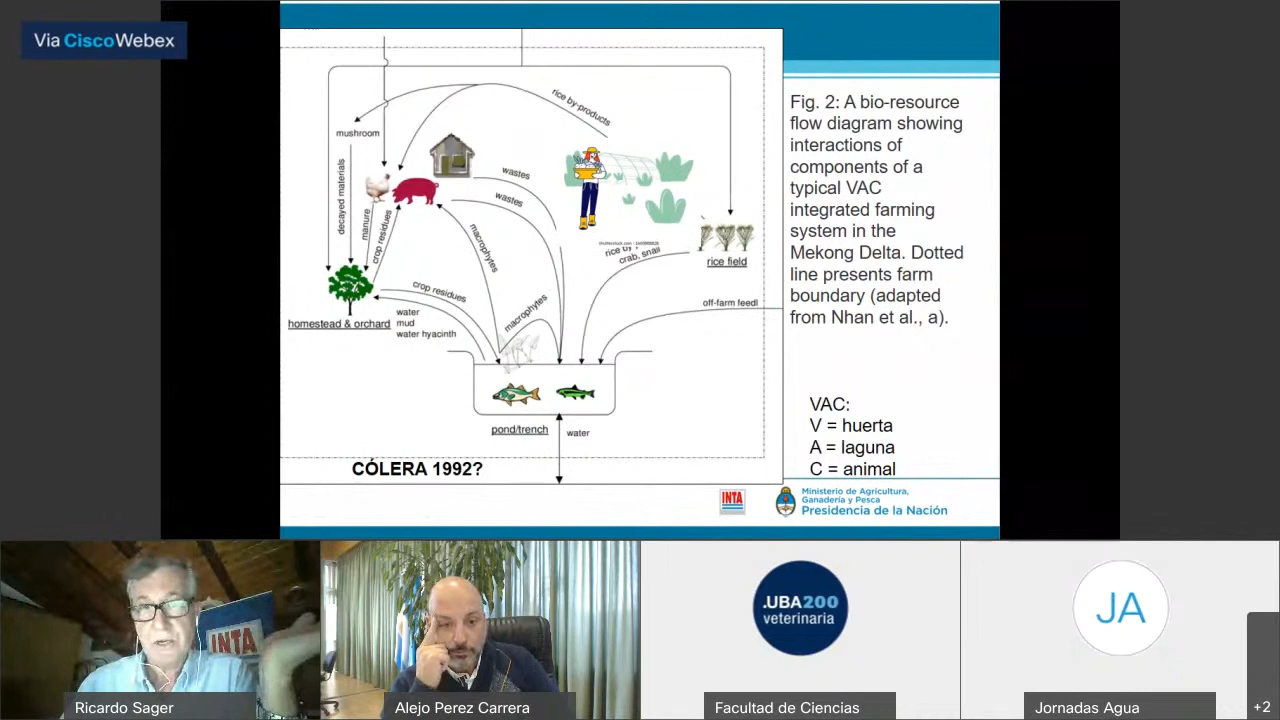 Via Cisco Webex
rice by-products
mushroom
wastes
wastes
decayed materials
manure
crop residues
macrophytes
rice by
crab, snail
rice field
crop residues
macrophytes
off-farm feedl
homestead & orchard
water
mud
water hyacinth
pond/trench
water
CÓLERA 1992?
Fig. 2: A bio-resource
flow diagram showing
interactions of
components of a
typical VAC
integrated farming
system in the
Mekong Delta. Dotted
line presents farm
boundary (adapted
from Nhan et al., a).
VAC:
V = huerta
A = laguna
C = animal
INTA
Ministerio de Agricultura,
Ganadería y Pesca
Presidencia de la Nación
INTA
.UBA200
veterinaria
JA
Ricardo Sager
Alejo Perez Carrera
Facultad de Ciencias
Jornadas Agua
+2